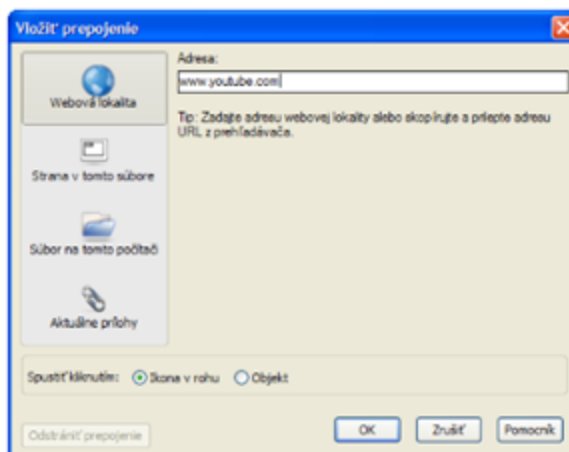 Vložiť prepojenie
Webová lokalita
Strana v tomto súbore
Súbor na tomto počítač
Aktuálne prílohy
Adresa:
www.youtube.com
Tip: Zadajte adresu webovej lokality alebo skopírujte a prilepte adresu
URL z prehľadávača.
Spustiť kliknutím: Ikona v rohu Objekt
Odstrániť prepojenie OK Zrušiť Pomocník